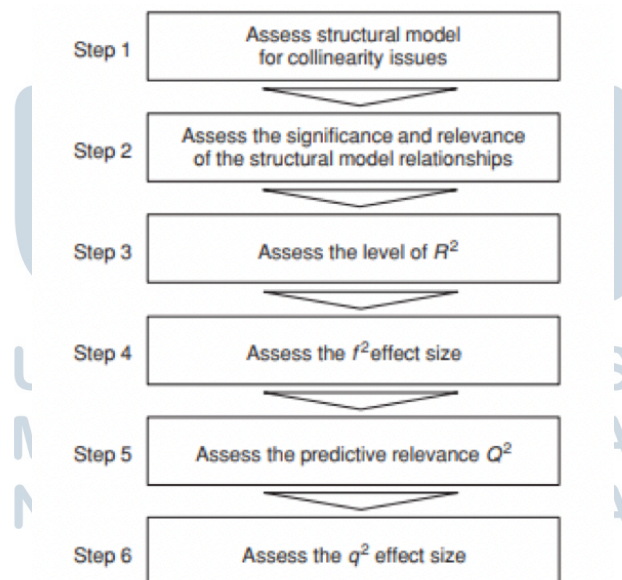 Step 1
Assess structural model
for collinearity issues
Step 2
Assess the significance and relevance
of the structural model relationships
Step 3
Assess the level of R²
Step 4
Assess the f² effect size
Step 5
Assess the predictive relevance Q²
Step 6
Assess the q² effect size